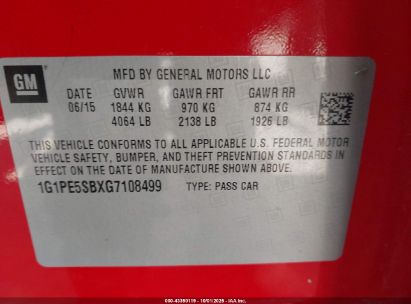 GM
MFD BY GENERAL MOTORS LLC
DATE GVWR GAWR FRT GAWR RR
06/15 1844 KG 970 KG 874 KG
4064 LB 2138 LB 1926 LB
THIS VEHICLE CONFORMS TO ALL APPLICABLE U.S. FEDERAL MOTOR
VEHICLE SAFETY, BUMPER, AND THEFT PREVENTION STANDARDS IN
EFFECT ON THE DATE OF MANUFACTURE SHOWN ABOVE.
1G1PE5SBXG7108499 TYPE: PASS CAR